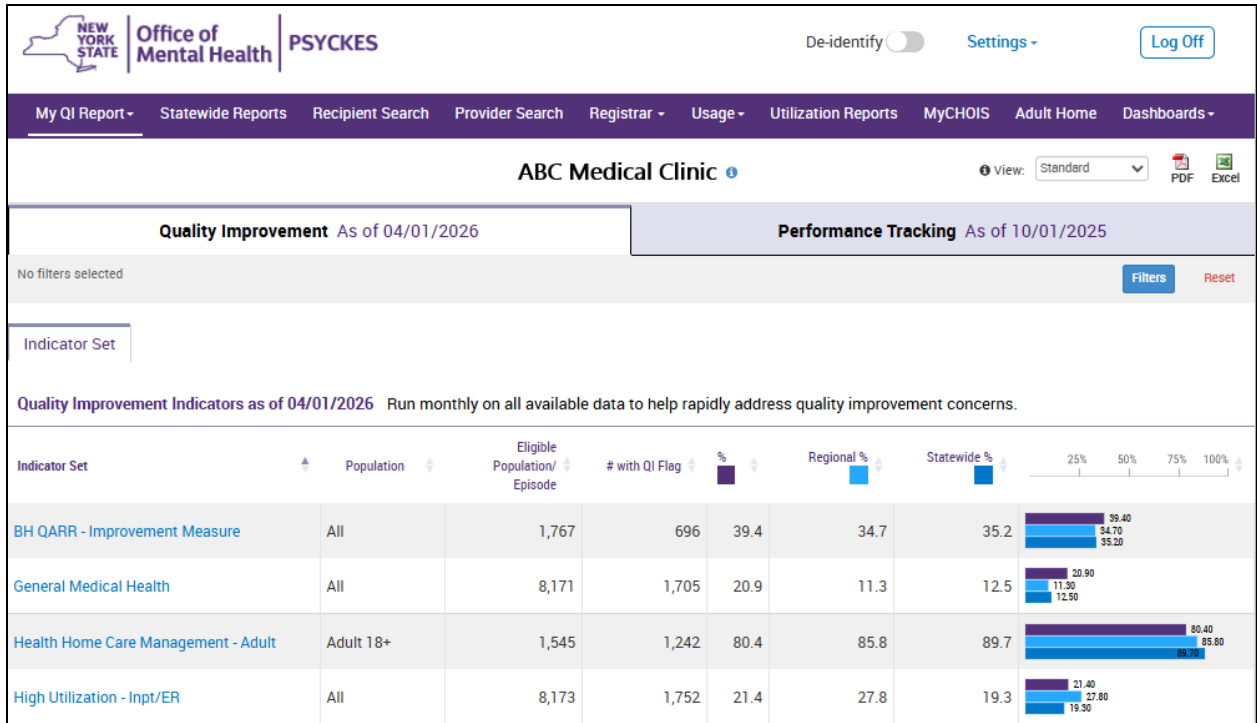 NEW YORK STATE Office of Mental Health PSYCKES De-identify Settings Log Off
My QI Report Statewide Reports Recipient Search Provider Search Registrar Usage Utilization Reports MyCHOIS Adult Home Dashboards
ABC Medical Clinic View: Standard PDF Excel
Quality Improvement As of 04/01/2026 Performance Tracking As of 10/01/2025
No filters selected Filters Reset
Indicator Set
Quality Improvement Indicators as of 04/01/2026 Run monthly on all available data to help rapidly address quality improvement concerns.
Indicator Set Population Eligible Population/ Episode # with QI Flag % Regional % Statewide % 25% 50% 75% 100%
BH QARR - Improvement Measure All 1,767 696 39.4 34.7 35.2 39.40 34.70 35.20
General Medical Health All 8,171 1,705 20.9 11.3 12.5 20.90 11.30 12.50
Health Home Care Management - Adult Adult 18+ 1,545 1,242 80.4 85.8 89.7 80.40 85.80 89.70
High Utilization - Inpt/ER All 8,173 1,752 21.4 27.8 19.3 21.40 27.80 19.30